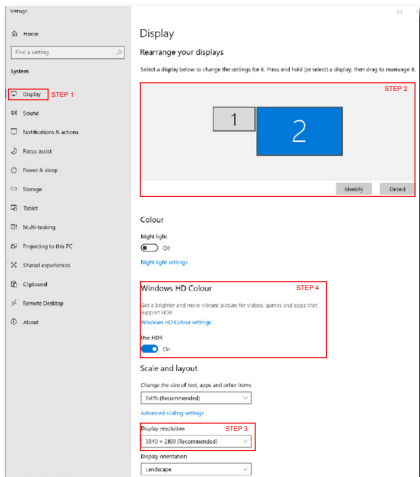 Settings
Home
Find a setting
System
Display STEP 1
Sound
Notifications & actions
Focus assist
Power & sleep
Storage
Tablet
Multi-tasking
Projecting to this PC
Shared experiences
Clipboard
Remote Desktop
About
Display
Rearrange your displays
Select a display below to change the settings for it. Press and hold (or select) a display, then drag to rearrange it.
STEP 2
1 2
Identify Detect
Colour
Night light
Off
Night light settings
Windows HD Colour STEP 4
Get a brighter and more vibrant picture for videos, games and apps that
support HDR.
Windows HD Colour settings
Use HDR
On
Scale and layout
Change the size of text, apps and other items
(Recommended)
Advanced scaling settings
Display resolution STEP 3
3840 × 2160 (Recommended)
Display orientation
Landscape